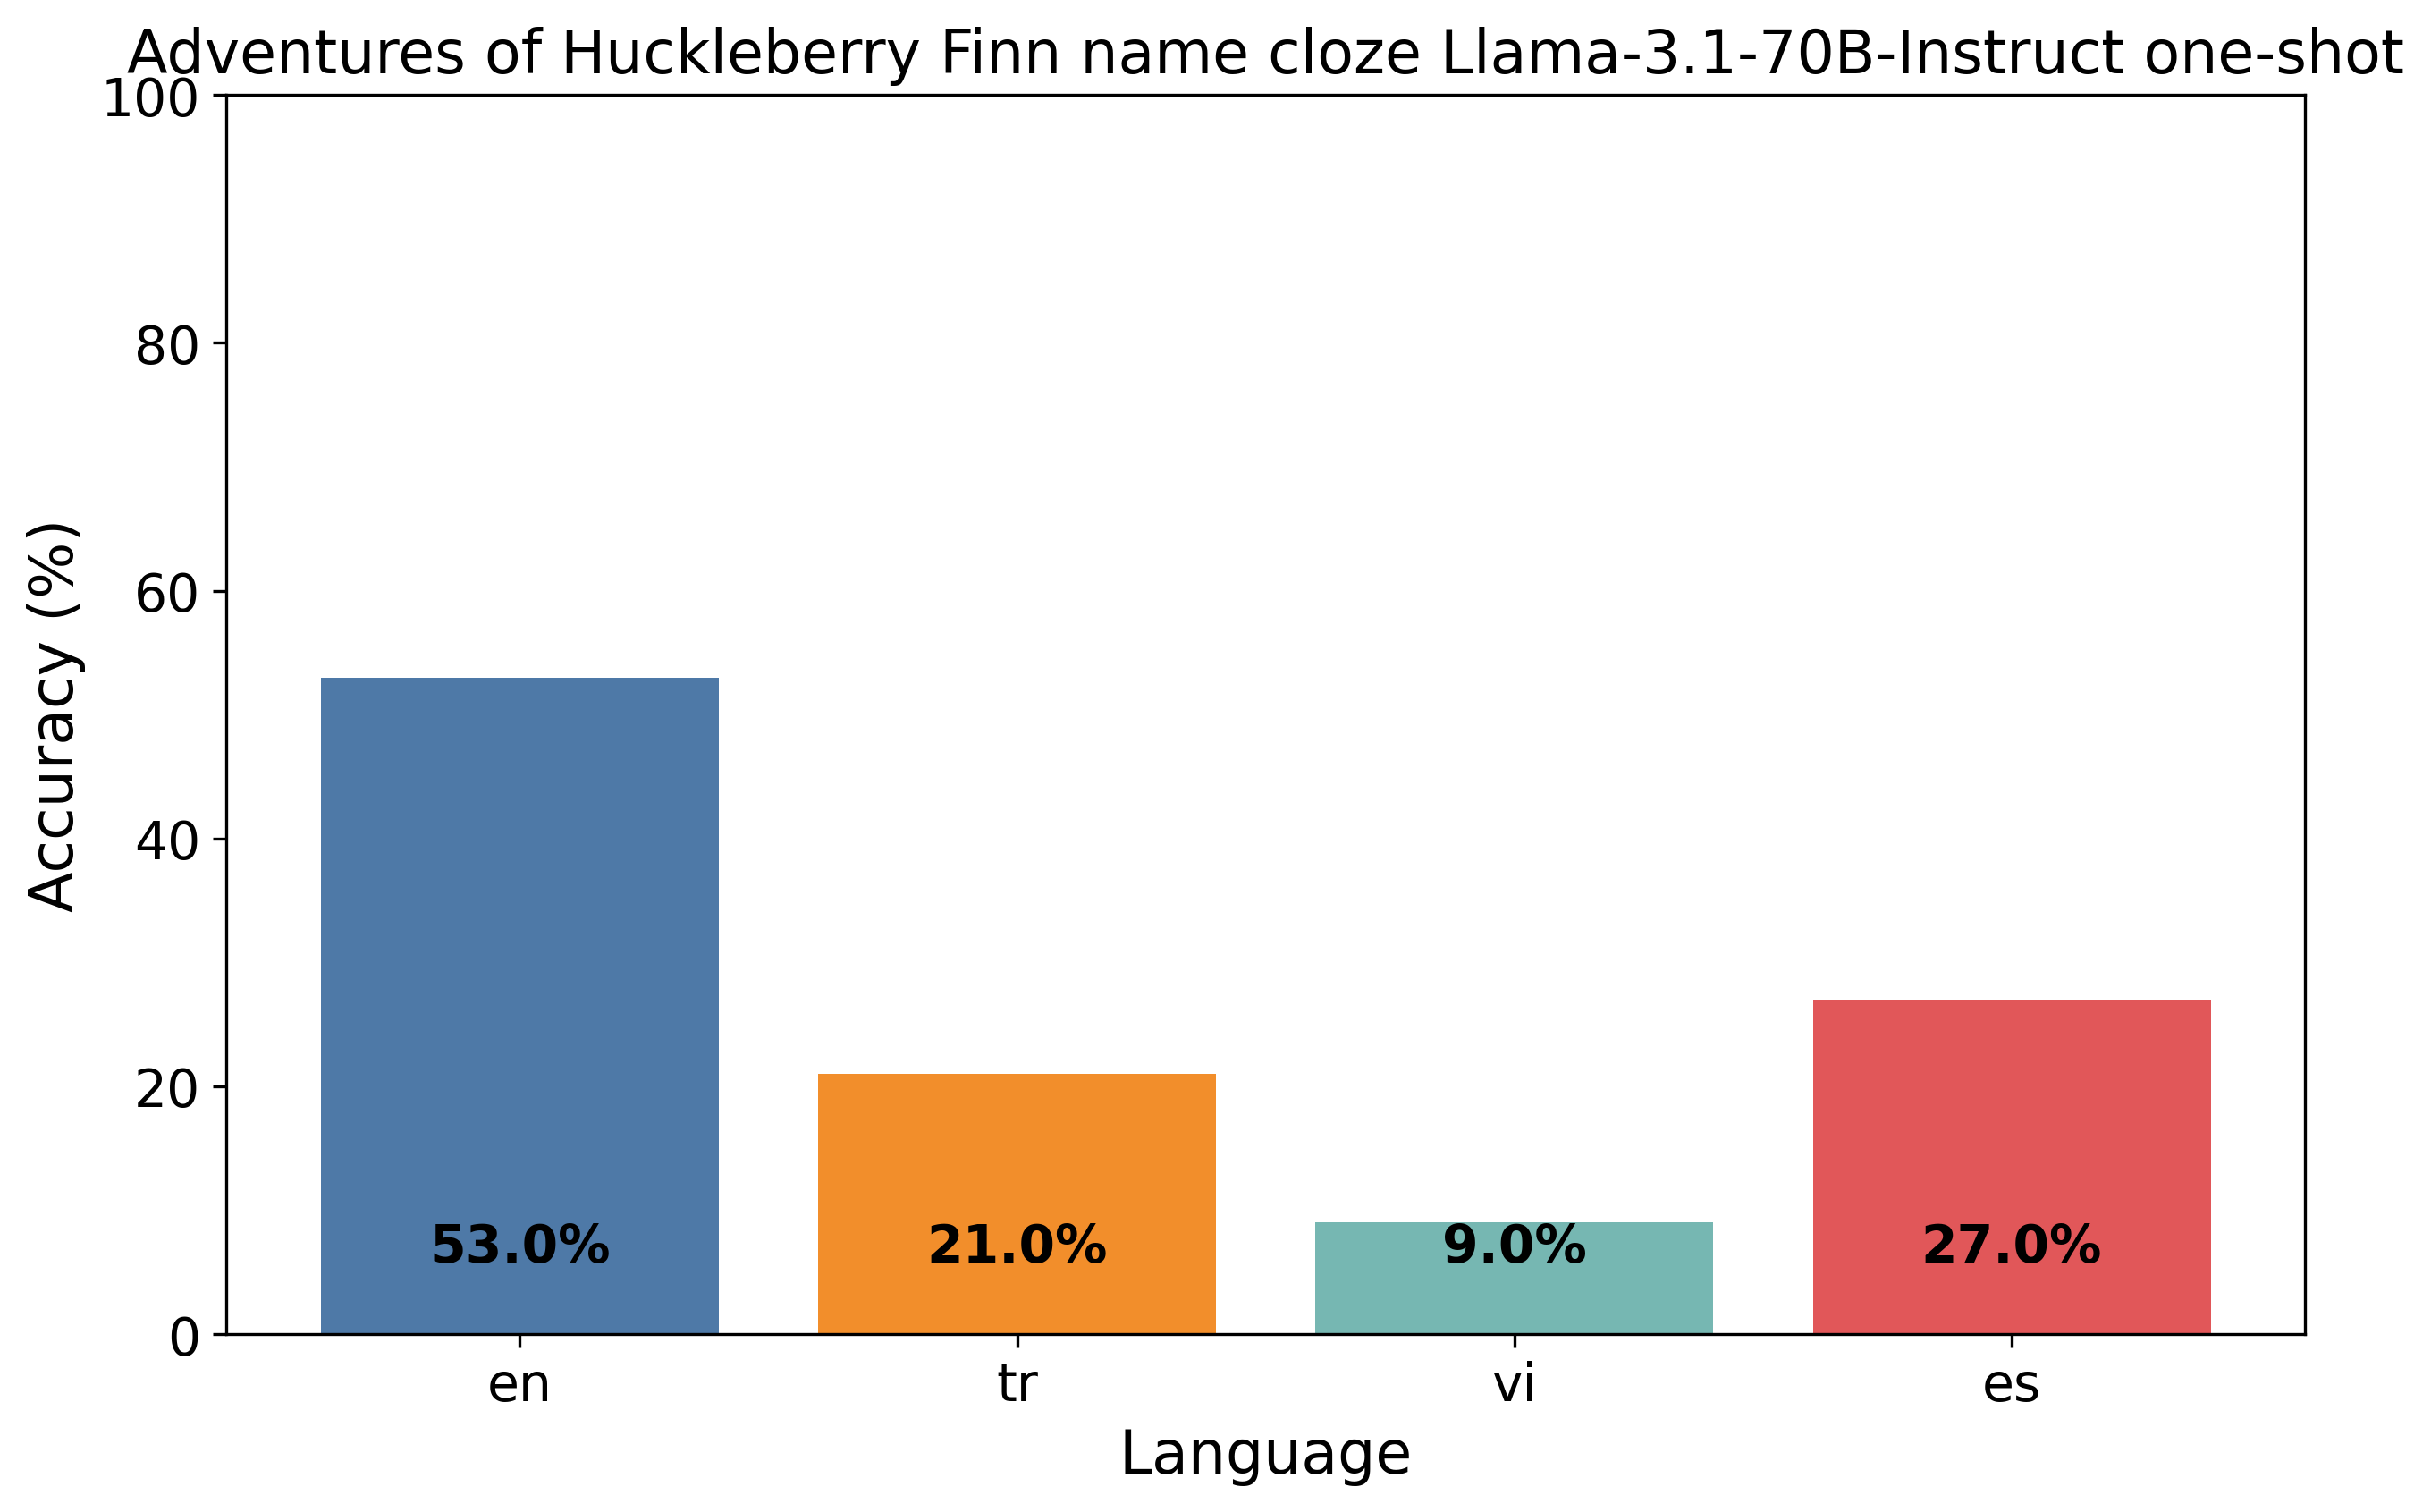 Adventures of Huckleberry Finn name cloze Llama-3.1-70B-Instruct one-shot
100
80
60
40
20
0
Accuracy (%)
53.0%
21.0%
9.0%
27.0%
en
tr
vi
es
Language